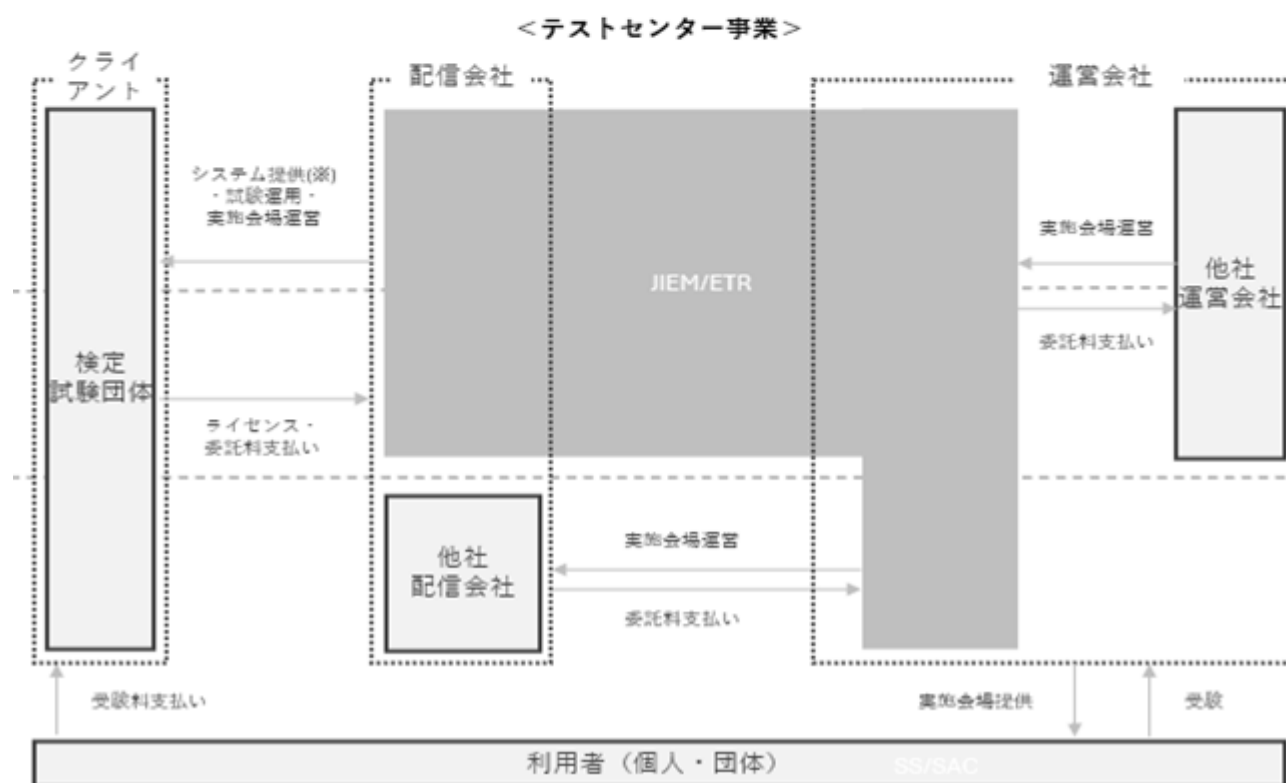 ＜テストセンター事業＞
クライ
アント
配信会社
運営会社
システム提供(※)
・試験運用・
実施会場運営
実施会場運営
他社
運営会社
JIEM/ETR
委託料支払い
検定
試験団体
ライセンス・
委託料支払い
他社
配信会社
実施会場運営
委託料支払い
受験料支払い
実施会場提供
受験
利用者（個人・団体）
SS/SAC